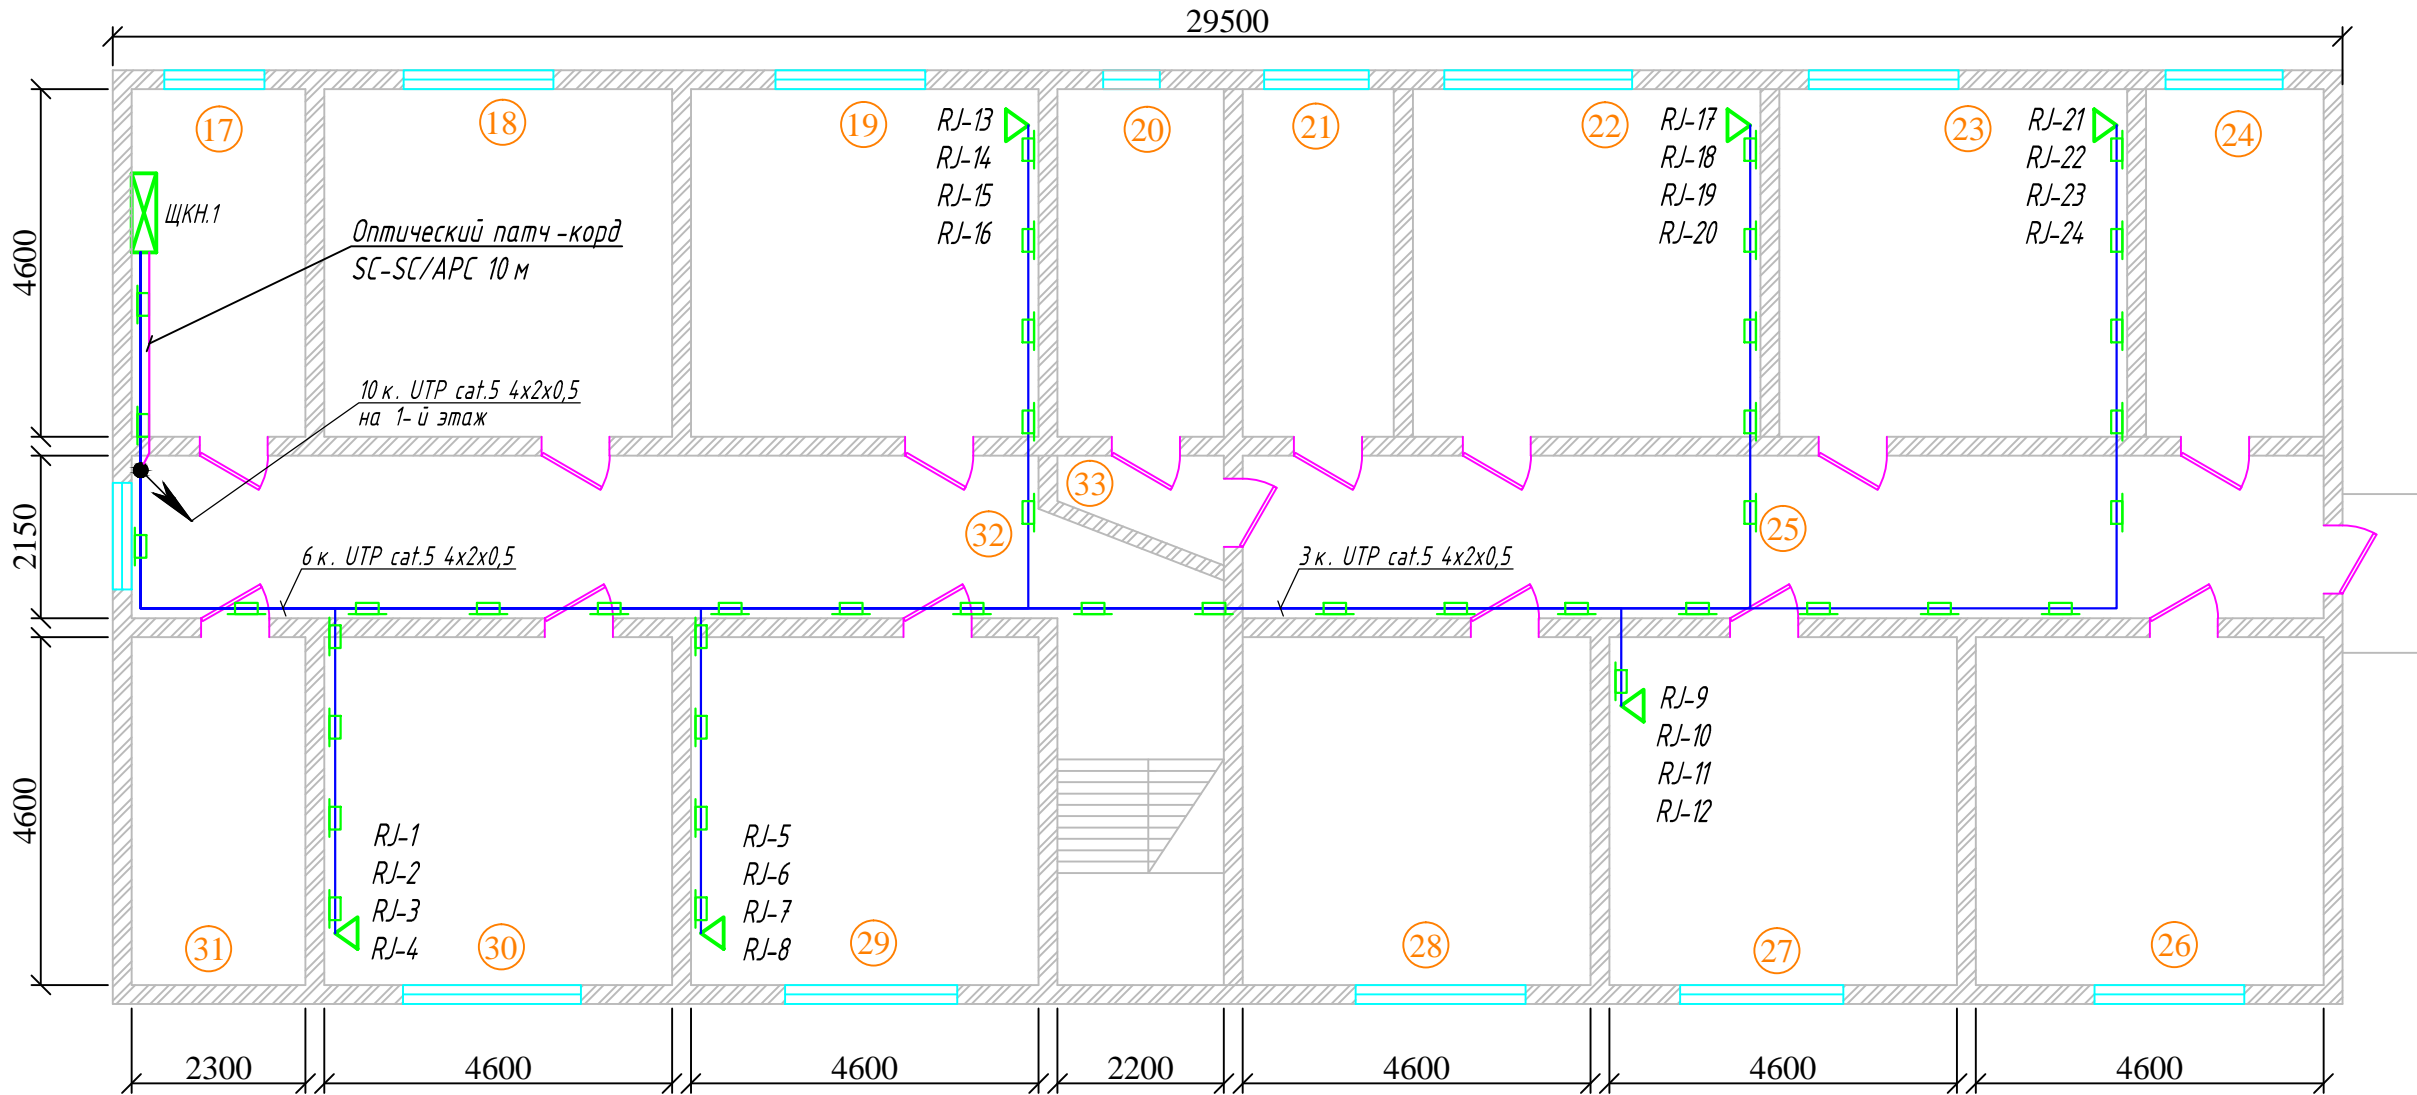 29500
17
18
19
20
21
22
23
24
RJ-13
RJ-14
RJ-15
RJ-16
RJ-17
RJ-18
RJ-19
RJ-20
RJ-21
RJ-22
RJ-23
RJ-24
4600
ЩКН.1
Оптический патч-корд
SC-SC/APC 10 м
10 к. UTP cat.5 4x2x0,5
на 1-й этаж
2150
33
32
25
6 к. UTP cat.5 4x2x0,5
3 к. UTP cat.5 4x2x0,5
4600
RJ-1
RJ-2
RJ-3
RJ-4
RJ-5
RJ-6
RJ-7
RJ-8
RJ-9
RJ-10
RJ-11
RJ-12
31
30
29
28
27
26
2300
4600
4600
2200
4600
4600
4600